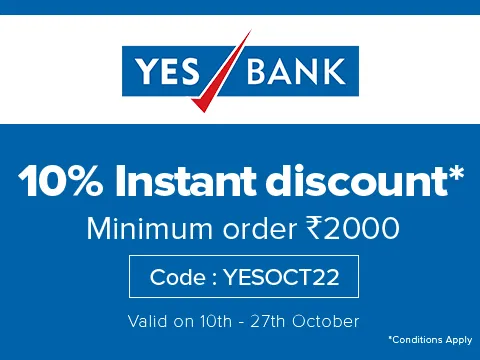 YES BANK
10% Instant discount*
Minimum order ₹2000
Code : YESOCT22
Valid on 10th - 27th October
*Conditions Apply